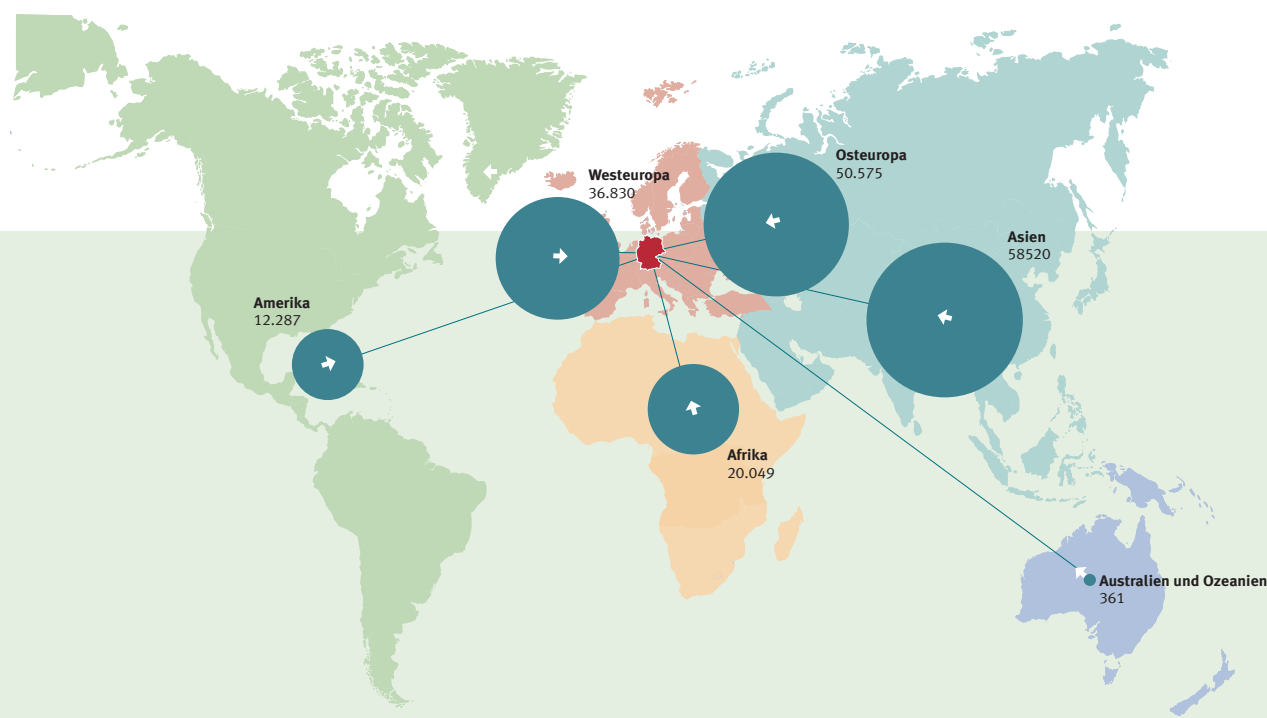 Osteuropa
50.575
Westeuropa
36.830
Asien
58520
Amerika
12.287
Afrika
20.049
Australien und Ozeanien
361